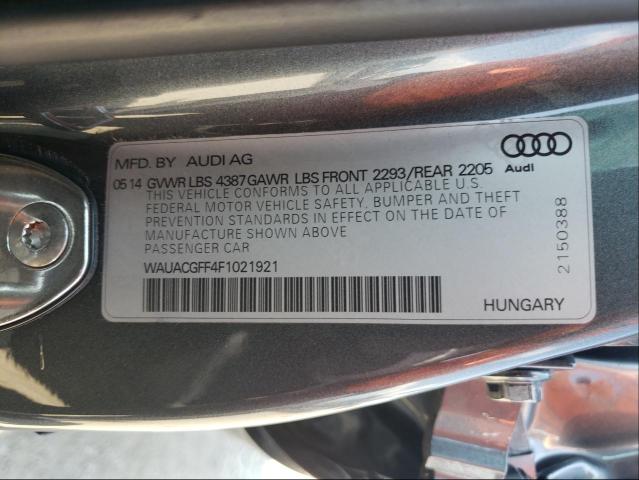 MFD. BY AUDI AG
Audi
0514 GVWR LBS 4387 GAWR LBS FRONT 2293/REAR 2205
THIS VEHICLE CONFORMS TO ALL APPLICABLE U.S.
FEDERAL MOTOR VEHICLE SAFETY, BUMPER AND THEFT
PREVENTION STANDARDS IN EFFECT ON THE DATE OF
MANUFACTURE SHOWN ABOVE
PASSENGER CAR
WAUACGFF4F1021921
2150388
HUNGARY